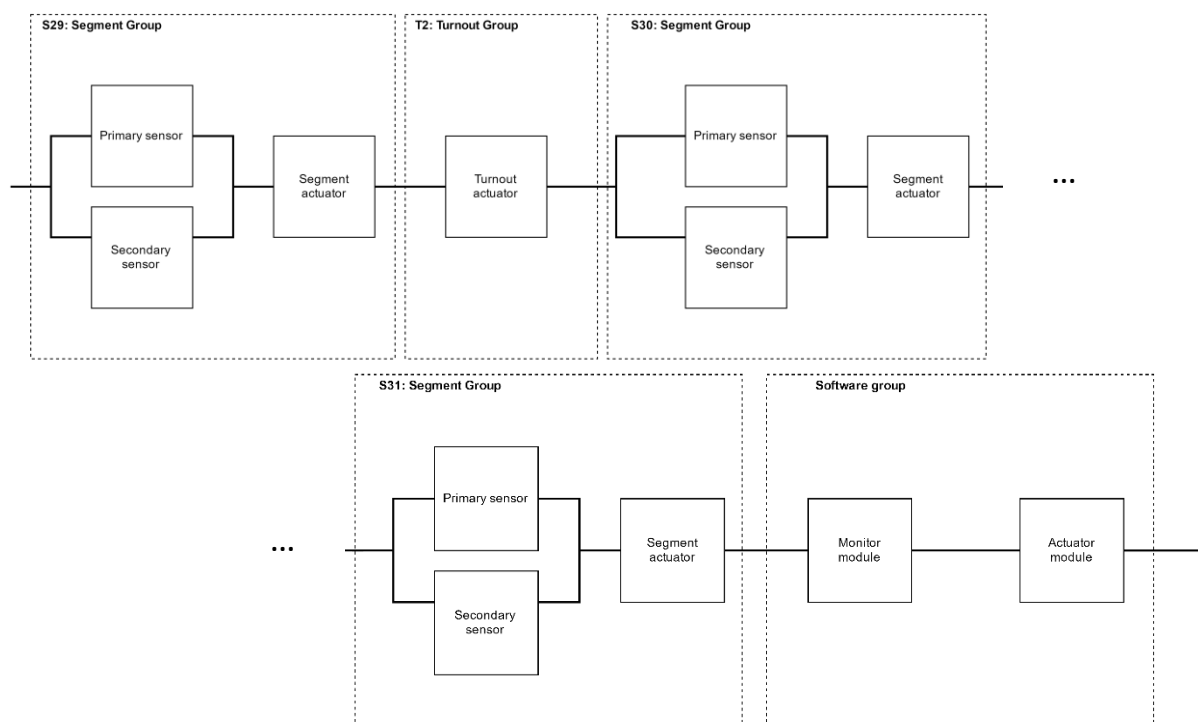 S29: Segment Group
T2: Turnout Group
S30: Segment Group
Primary sensor
Primary sensor
Segment
actuator
Turnout
actuator
Segment
actuator
...
Secondary
sensor
Secondary
sensor
S31: Segment Group
Software group
Primary sensor
...
Segment
actuator
Monitor
module
Actuator
module
Secondary
sensor